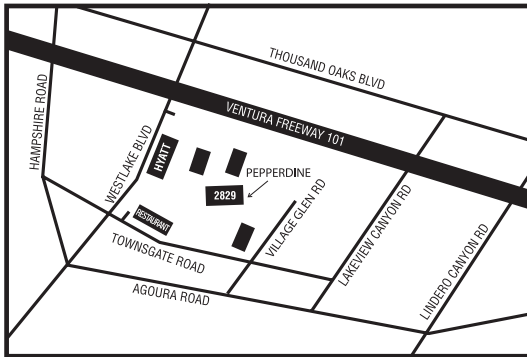 THOUSAND OAKS BLVD
HAMPSHIRE ROAD
VENTURA FREEWAY 101
WESTLAKE BLVD
HYATT
PEPPERDINE
2829
VILLAGE GLEN RD
RESTAURANT
LAKEVIEW CANYON RD
LINDERO CANYON RD
TOWNSGATE ROAD
AGOURA ROAD